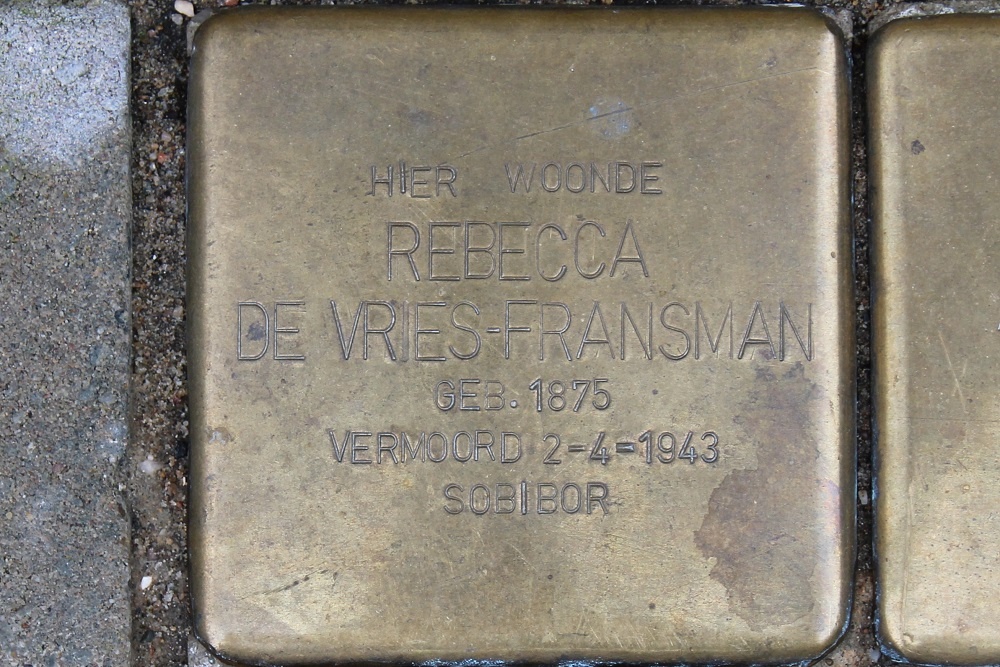 HIER WOONDE
REBECCA
DE VRIES-FRANSMAN
GEB. 1875
VERMOORD 2-4-1943
SOBIBOR